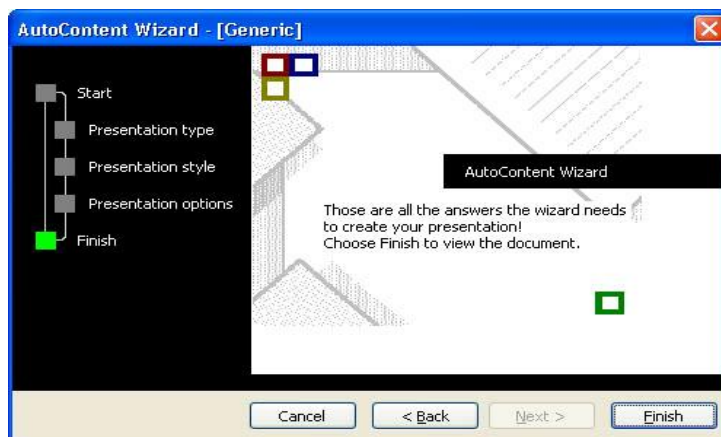 AutoContent Wizard - [Generic]
Start
Presentation type
Presentation style
Presentation options
Finish
AutoContent Wizard
Those are all the answers the wizard needs
to create your presentation!
Choose Finish to view the document.
Cancel
< Back
Next >
Finish